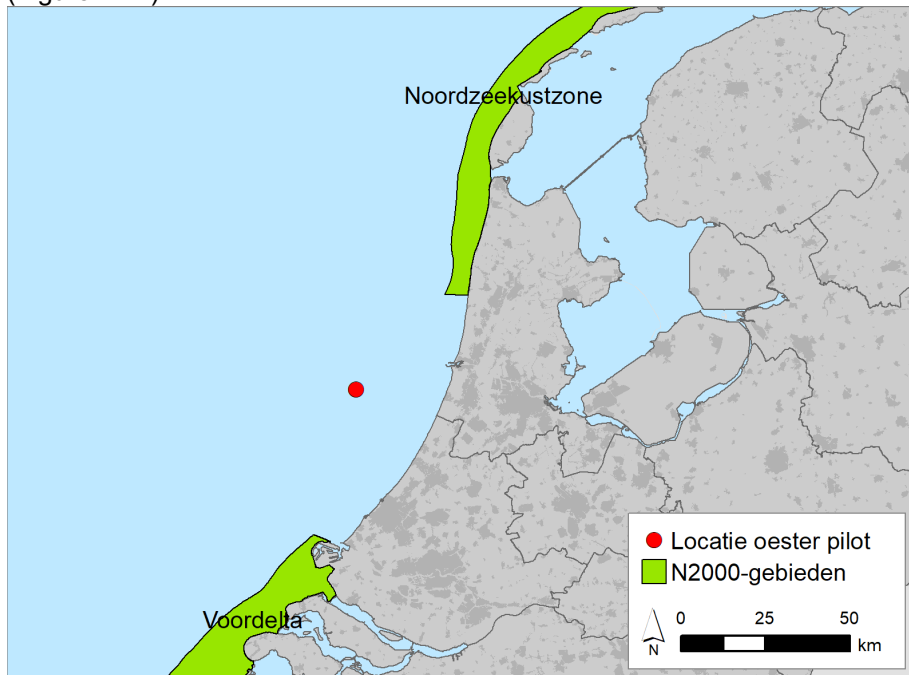 Noordzeekustzone
Voordelta
Locatie oester pilot
N2000-gebieden
0 25 50
km
N